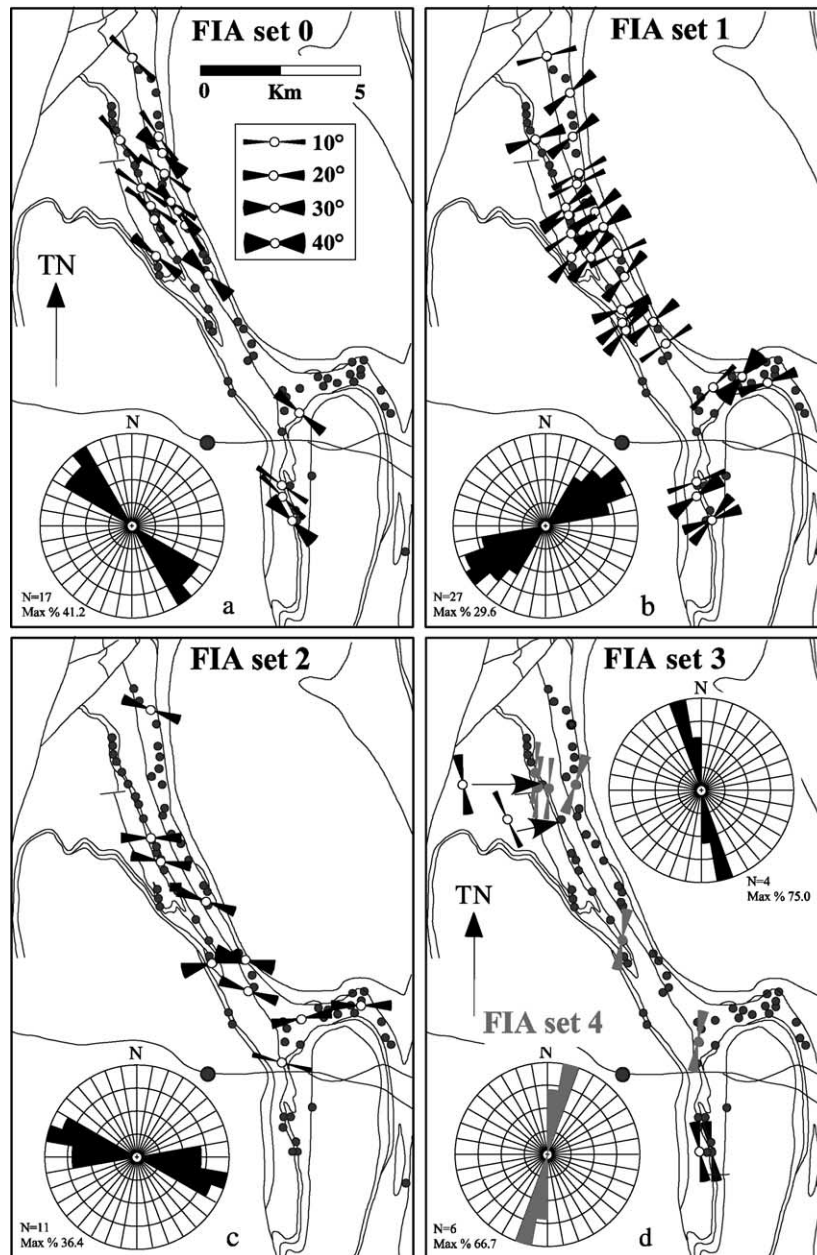 FIA set 0
0 Km 5
10°
20°
30°
40°
TN
N
N=17
Max % 41.2
a
FIA set 1
N
N=27
Max % 29.6
b
FIA set 2
N
N=11
Max % 36.4
c
FIA set 3
N
N=4
Max % 75.0
TN
FIA set 4
N
N=6
Max % 66.7
d